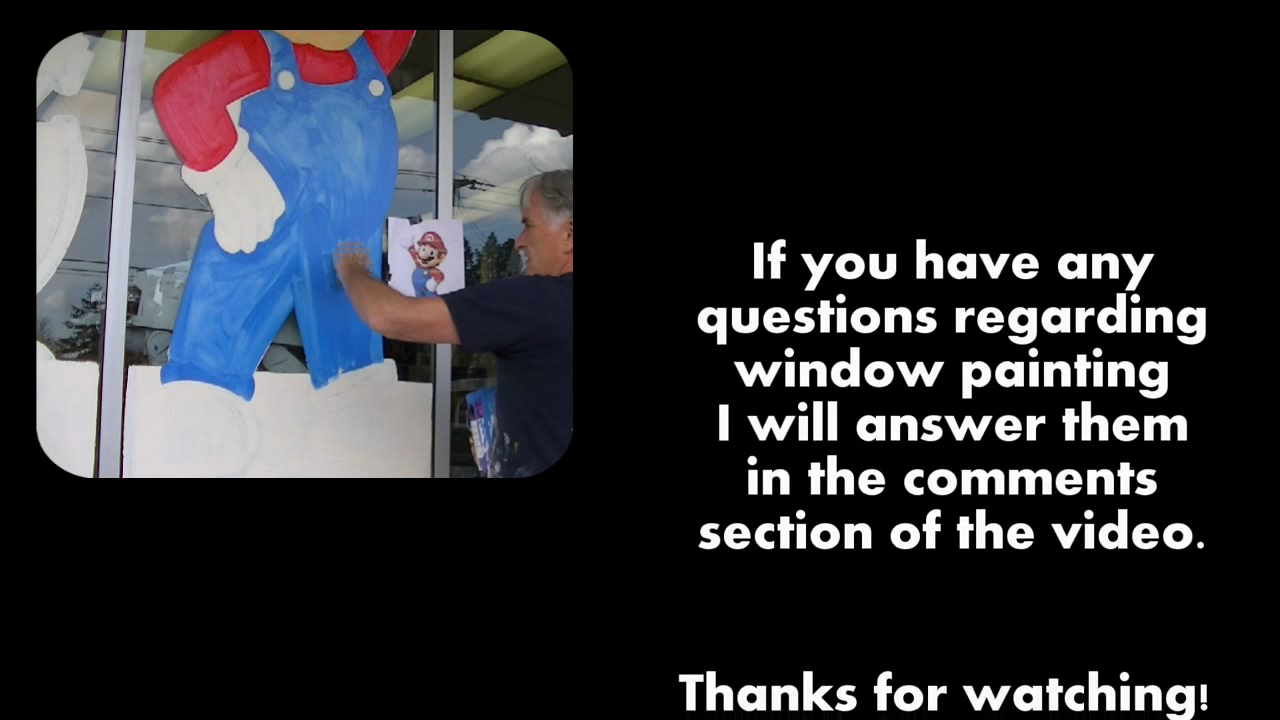 If you have any
questions regarding
window painting
I will answer them
in the comments
section of the video.
Thanks for watching!